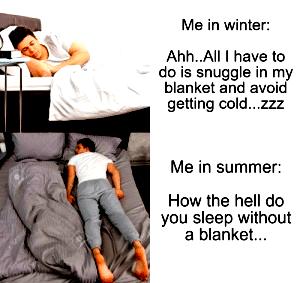 Me in winter:
Ahh..All I have to
do is snuggle in my
blanket and avoid
getting cold...zzz
Me in summer:
How the hell do
you sleep without
a blanket...